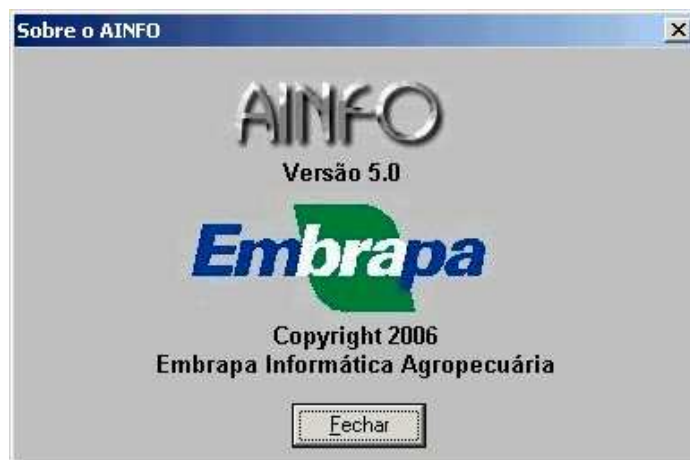 Sobre o AINFO
AINFO
Versão 5.0
Embrapa
Copyright 2006
Embrapa Informática Agropecuária
Fechar